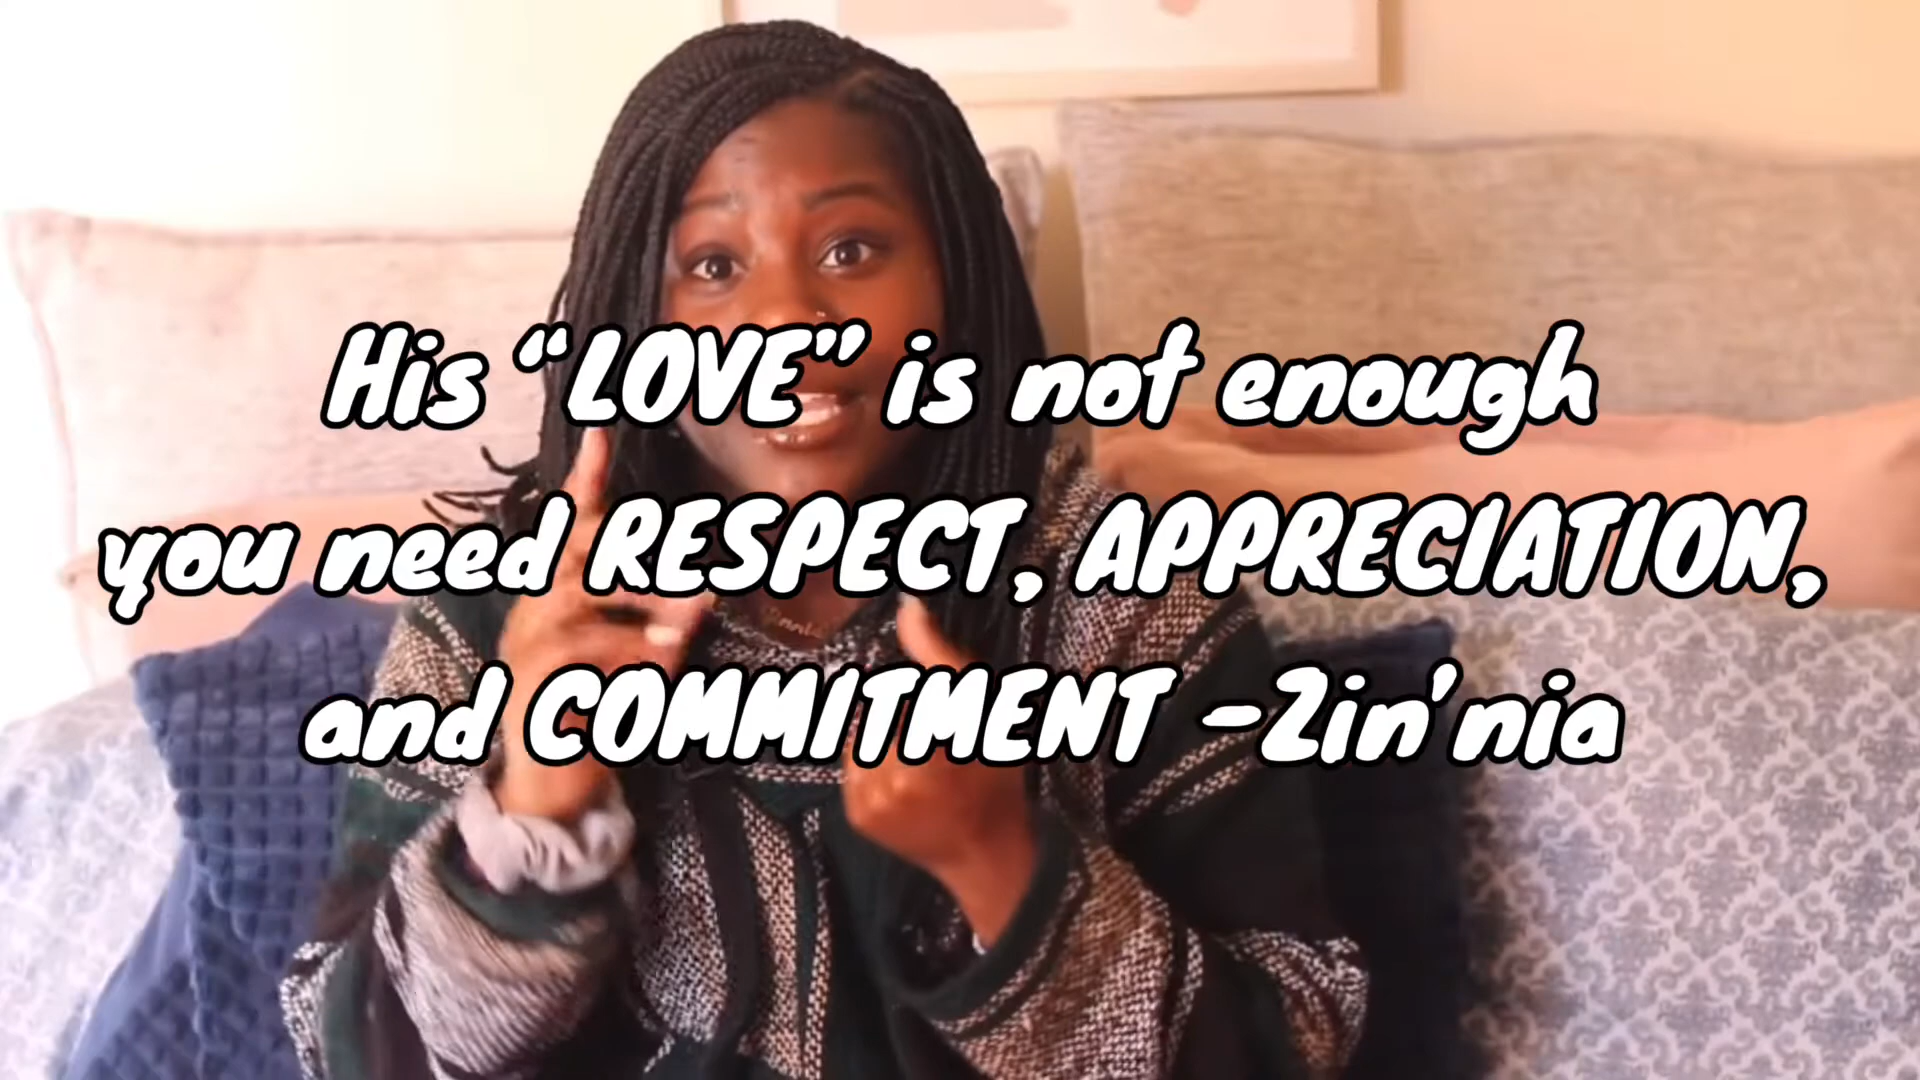 His “LOVE” is not enough
you need RESPECT, APPRECIATION,
and COMMITMENT -Zin'nia